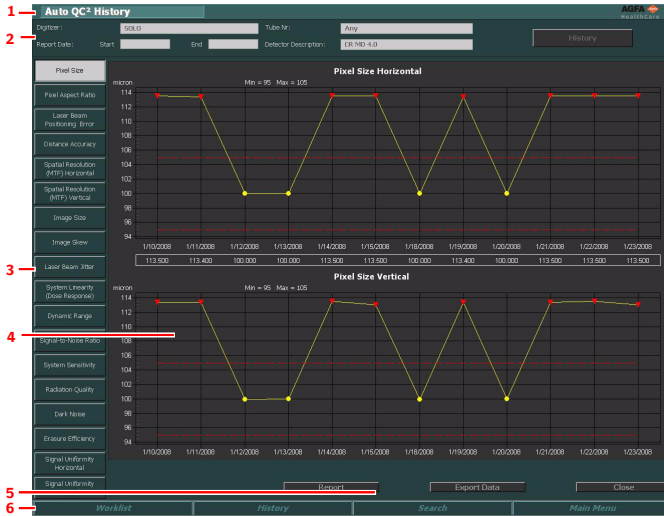 1
Auto QC² History
AGFA
HealthCare
2
Digitizer:
SOLO
Tube Nr:
Any
Report Date:
Start
End
Detector Description:
CR MD 4.0
History
Pixel Size
Pixel Aspect Ratio
Laser Beam
Positioning Error
Distance Accuracy
Spatial Resolution
(MTF) Horizontal
Spatial Resolution
(MTF) Vertical
Image Size
Image Skew
3
Laser Beam Jitter
System Linearity
(Dose Response)
Dynamic Range
4
Signal-to-Noise Ratio
System Sensitivity
Radiation Quality
Dark Noise
Erasure Efficiency
Signal Uniformity
Horizontal
Signal Uniformity
Pixel Size Horizontal
micron
Min = 95 Max = 105
114
112
110
108
106
104
102
100
98
96
94
1/10/2008 1/11/2008 1/12/2008 1/13/2008 1/14/2008 1/15/2008 1/18/2008 1/19/2008 1/20/2008 1/21/2008 1/22/2008 1/23/2008
113.500 113.400 100.000 100.000 113.500 113.500 100.000 113.400 100.000 113.500 113.500 113.500
Pixel Size Vertical
micron
Min = 95 Max = 105
114
112
110
108
106
104
102
100
98
96
94
1/10/2008 1/11/2008 1/12/2008 1/13/2008 1/14/2008 1/15/2008 1/18/2008 1/19/2008 1/20/2008 1/21/2008 1/22/2008 1/23/2008
5
Report
Export Data
Close
6
Worklist
History
Search
Main Menu